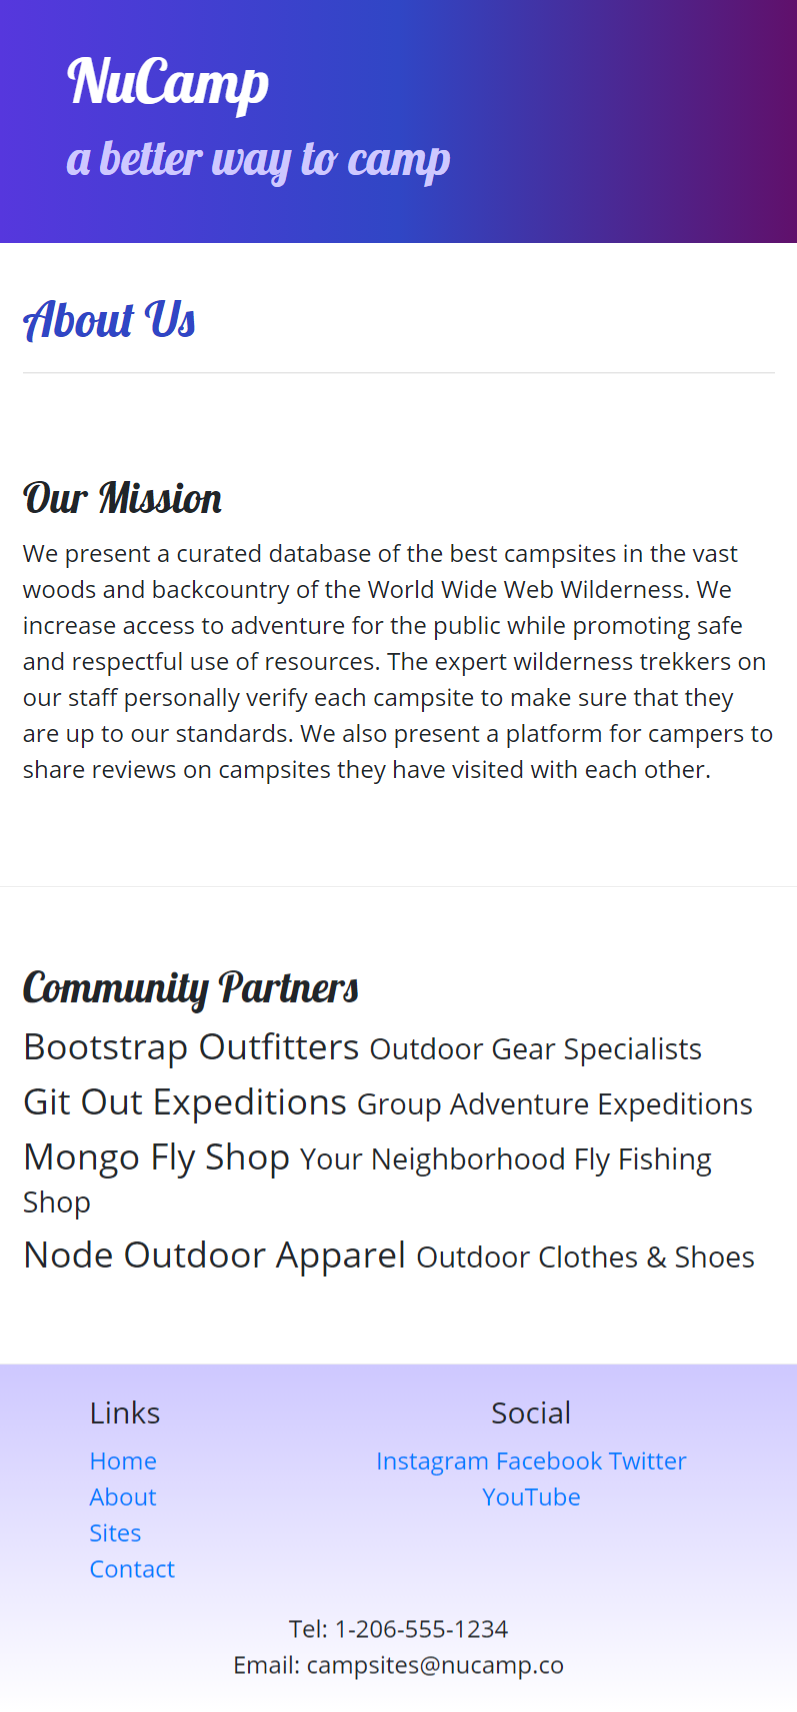 NuCamp
a better way to camp
About Us
Our Mission
We present a curated database of the best campsites in the vast
woods and backcountry of the World Wide Web Wilderness. We
increase access to adventure for the public while promoting safe
and respectful use of resources. The expert wilderness trekkers on
our staff personally verify each campsite to make sure that they
are up to our standards. We also present a platform for campers to
share reviews on campsites they have visited with each other.
Community Partners
Bootstrap Outfitters Outdoor Gear Specialists
Git Out Expeditions Group Adventure Expeditions
Mongo Fly Shop Your Neighborhood Fly Fishing
Shop
Node Outdoor Apparel Outdoor Clothes & Shoes
Links
Home
About
Sites
Contact
Social
Instagram Facebook Twitter
YouTube
Tel: 1-206-555-1234
Email: campsites@nucamp.co